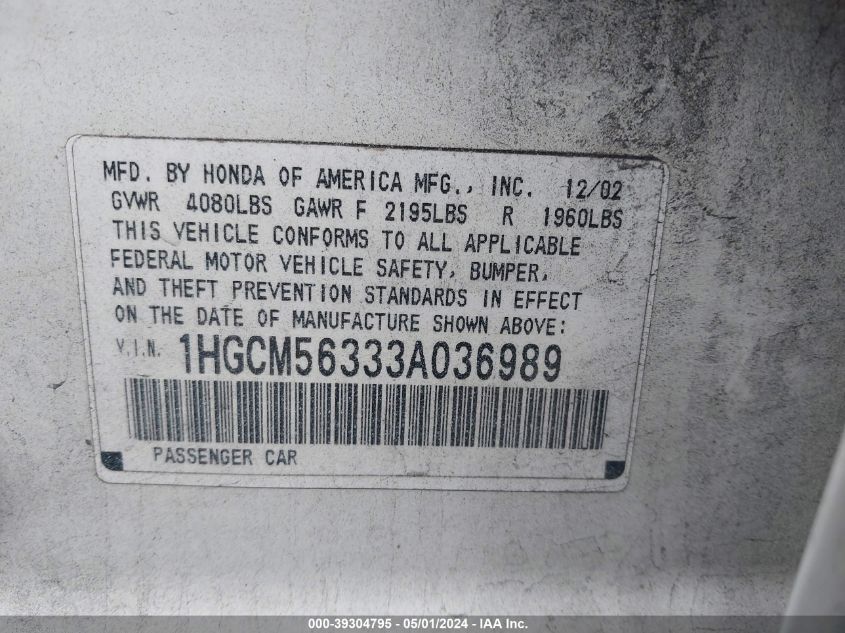 MFD. BY HONDA OF AMERICA MFG., INC. 12/02
GVWR 4080LBS GAWR F 2195LBS R 1960LBS
THIS VEHICLE CONFORMS TO ALL APPLICABLE
FEDERAL MOTOR VEHICLE SAFETY, BUMPER,
AND THEFT PREVENTION STANDARDS IN EFFECT
ON THE DATE OF MANUFACTURE SHOWN ABOVE:
V.I.N. 1HGCM56333A036989
PASSENGER CAR
000-39304795 - 05/01/2024 - IAA Inc.